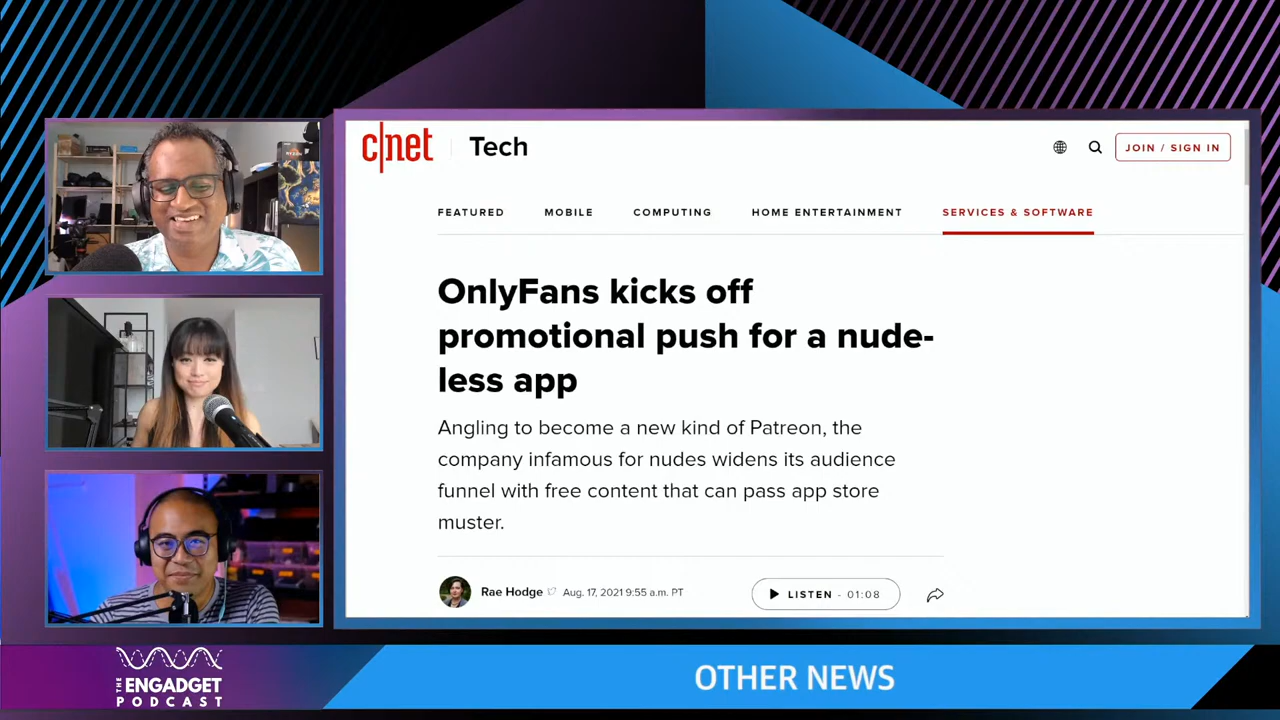 c|net
Tech
JOIN / SIGN IN
FEATURED
MOBILE
COMPUTING
HOME ENTERTAINMENT
SERVICES & SOFTWARE
OnlyFans kicks off
promotional push for a nude-
less app
Angling to become a new kind of Patreon, the
company infamous for nudes widens its audience
funnel with free content that can pass app store
muster.
Rae Hodge
Aug. 17, 2021 9:55 a.m. PT
LISTEN - 01:08
THE ENGADGET
PODCAST
OTHER NEWS